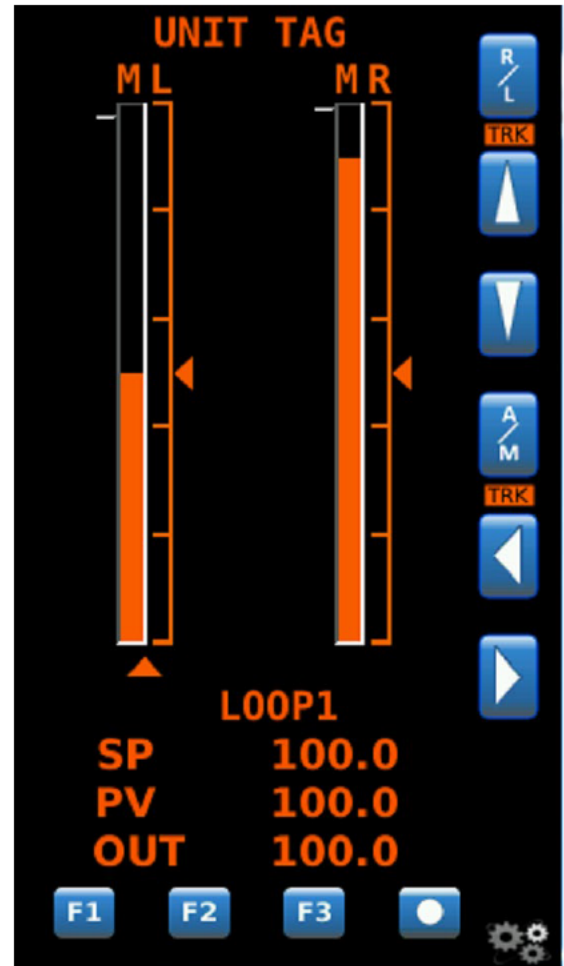 UNIT TAG
M L M R
R/L
TRK
A/M
TRK
LOOP1
SP 100.0
PV 100.0
OUT 100.0
F1 F2 F3